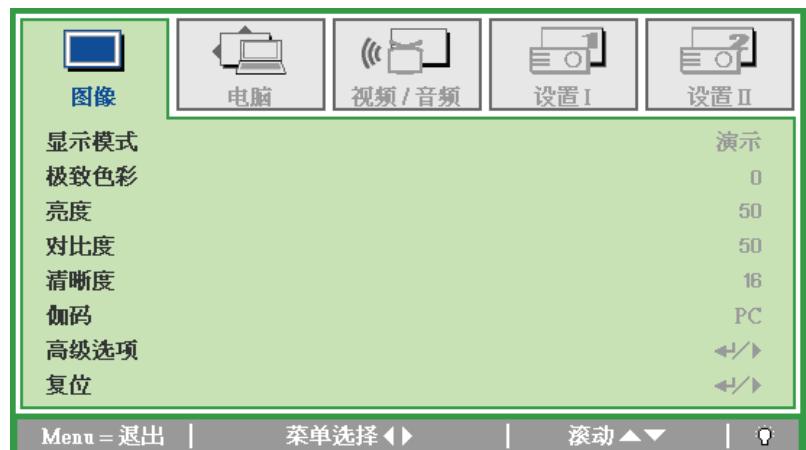 图像 电脑 视频 / 音频 设置 I 设置 II
显示模式 演示
极致色彩 0
亮度 50
对比度 50
清晰度 16
伽码 PC
高级选项 /
复位 /
Menu = 退出 | 菜单选择 | 滚动 |